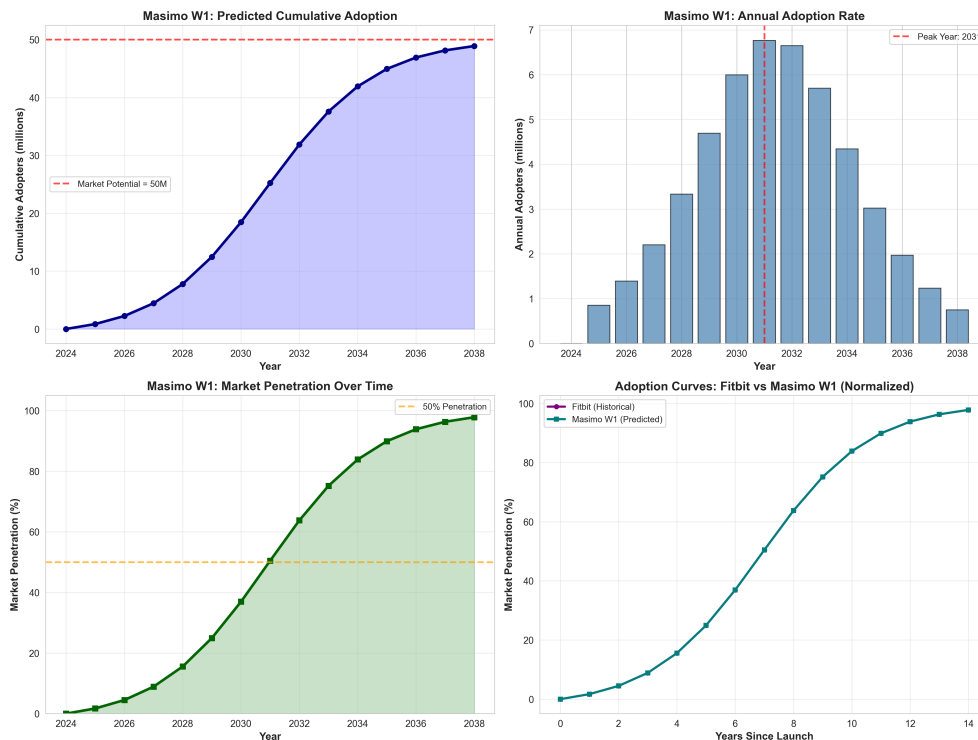 Masimo W1: Predicted Cumulative Adoption
50
40
30
20
10
0
Cumulative Adopters (millions)
Market Potential = 50M
2024 2026 2028 2030 2032 2034 2036 2038
Year
Masimo W1: Annual Adoption Rate
7
6
5
4
3
2
1
0
Annual Adopters (millions)
Peak Year: 203
2024 2026 2028 2030 2032 2034 2036 2038
Year
Masimo W1: Market Penetration Over Time
100
80
60
40
20
0
Market Penetration (%)
50% Penetration
2024 2026 2028 2030 2032 2034 2036 2038
Year
Adoption Curves: Fitbit vs Masimo W1 (Normalized)
100
80
60
40
20
0
Market Penetration (%)
Fitbit (Historical)
Masimo W1 (Predicted)
0 2 4 6 8 10 12 14
Years Since Launch